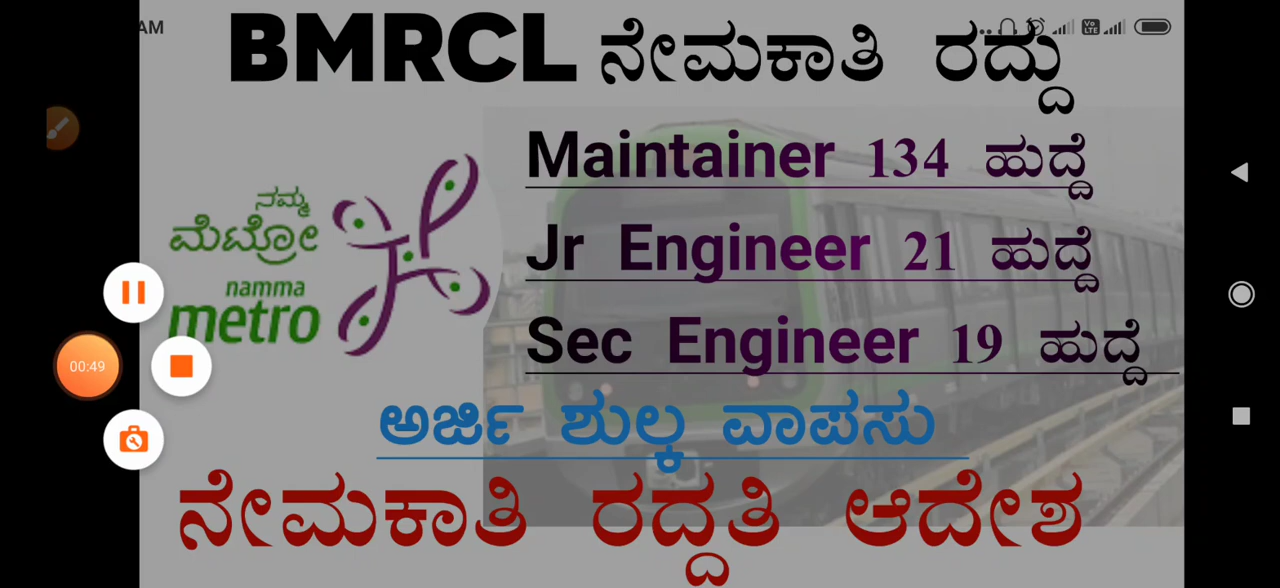 AM
BMRCL ನೇಮಕಾತಿ ರದ್ದು
Maintainer 134 ಹುದ್ದೆ
ನಮ್ಮ
ಮೆಟ್ರೋ
namma
metro
Jr Engineer 21 ಹುದ್ದೆ
Sec Engineer 19 ಹುದ್ದೆ
00:49
ಅರ್ಜಿ ಶುಲ್ಕ ವಾಪಸು
ನೇಮಕಾತಿ ರದ್ದತಿ ಆದೇಶ